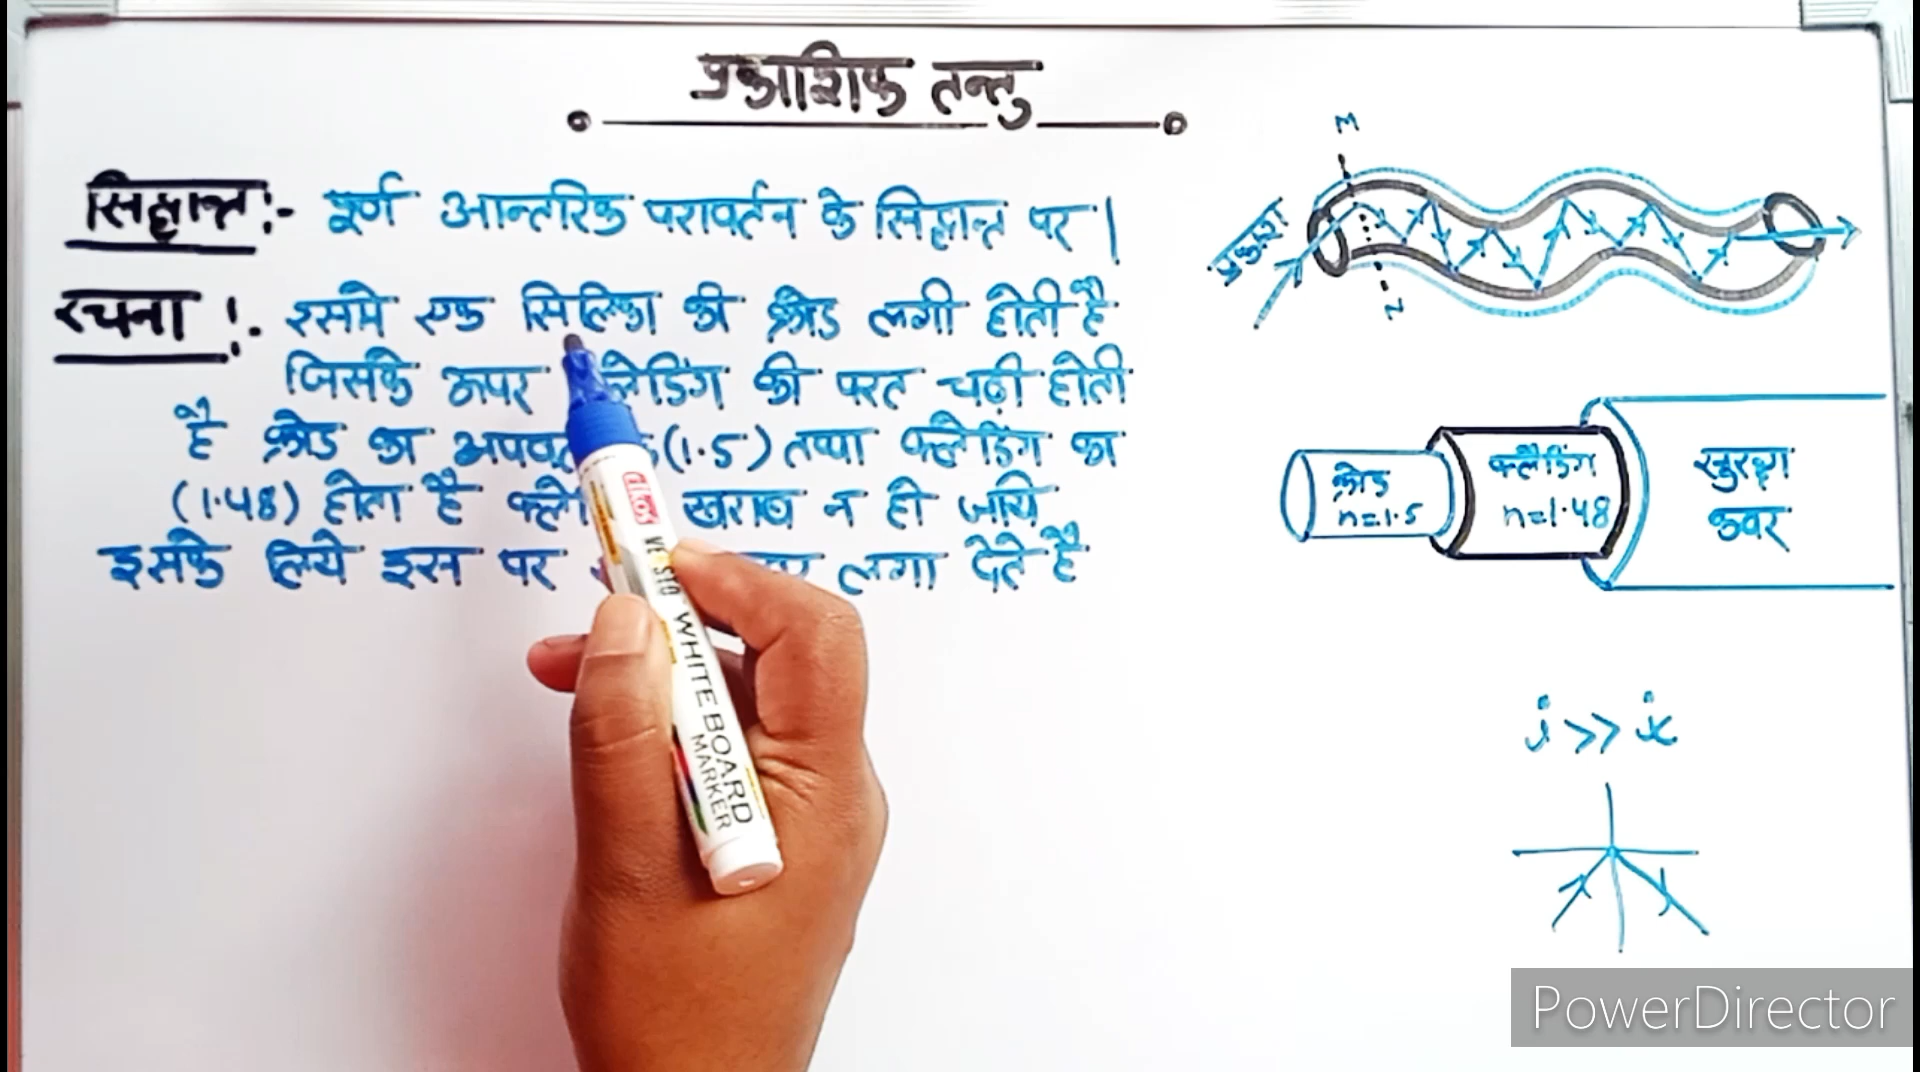 प्रकाशिक तन्तु
सिद्धान्त:- पूर्ण आन्तरिक परावर्तन के सिद्धान्त पर |
रचना :- इसमे एक सिलिका की क्रोड लगी होती है
जिसके ऊपर क्लेडिंग की परत चढ़ी होती
है क्रोड का (1.5) तथा क्लेडिंग का
(1.48) होता है खराब न हो जाये
इसके लिये इस पर लगा देते है
M
प्रकाश
N
क्रोड
n=1.5
क्लैडिंग
n=1.48
सुरक्षा
कवर
i >> ic
elkos VERSTO WHITE BOARD
MARKER
PowerDirector